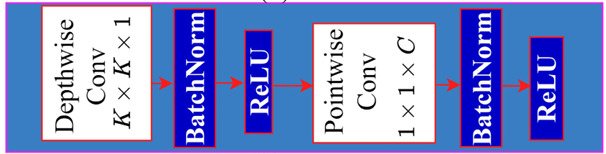 Depthwise
Conv
K × K × 1
BatchNorm
ReLU
Pointwise
Conv
1 × 1 × C
BatchNorm
ReLU